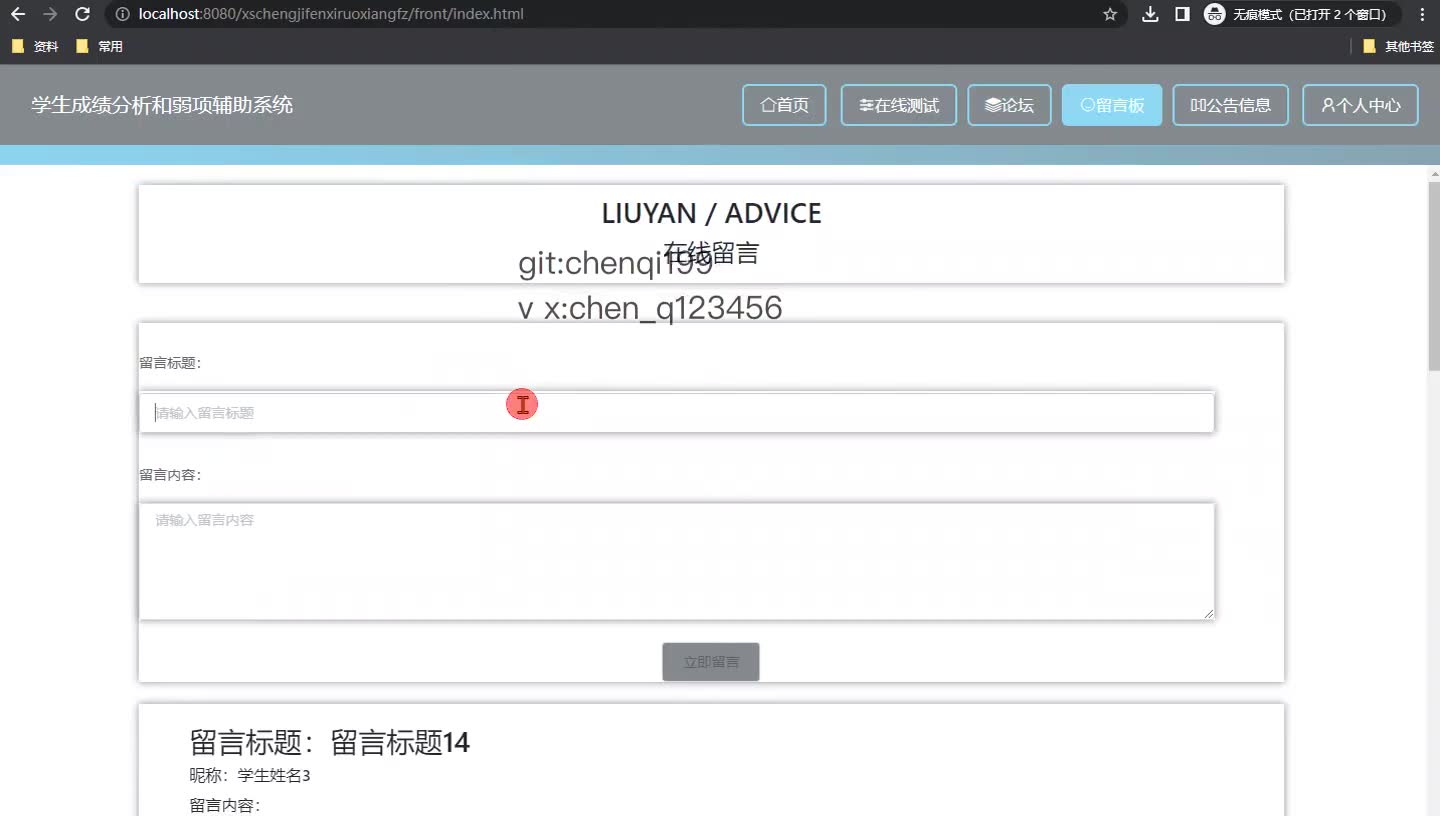 localhost:8080/xschengjifenxiruoxiangfz/front/index.html
无痕模式（已打开 2 个窗口）
资料
常用
其他书签
学生成绩分析和弱项辅助系统
首页
在线测试
论坛
留言板
公告信息
个人中心
LIUYAN / ADVICE
在线留言
git:chenqi199
v x:chen_q123456
留言标题：
请输入留言标题
留言内容：
请输入留言内容
立即留言
留言标题：留言标题14
昵称：学生姓名3
留言内容：